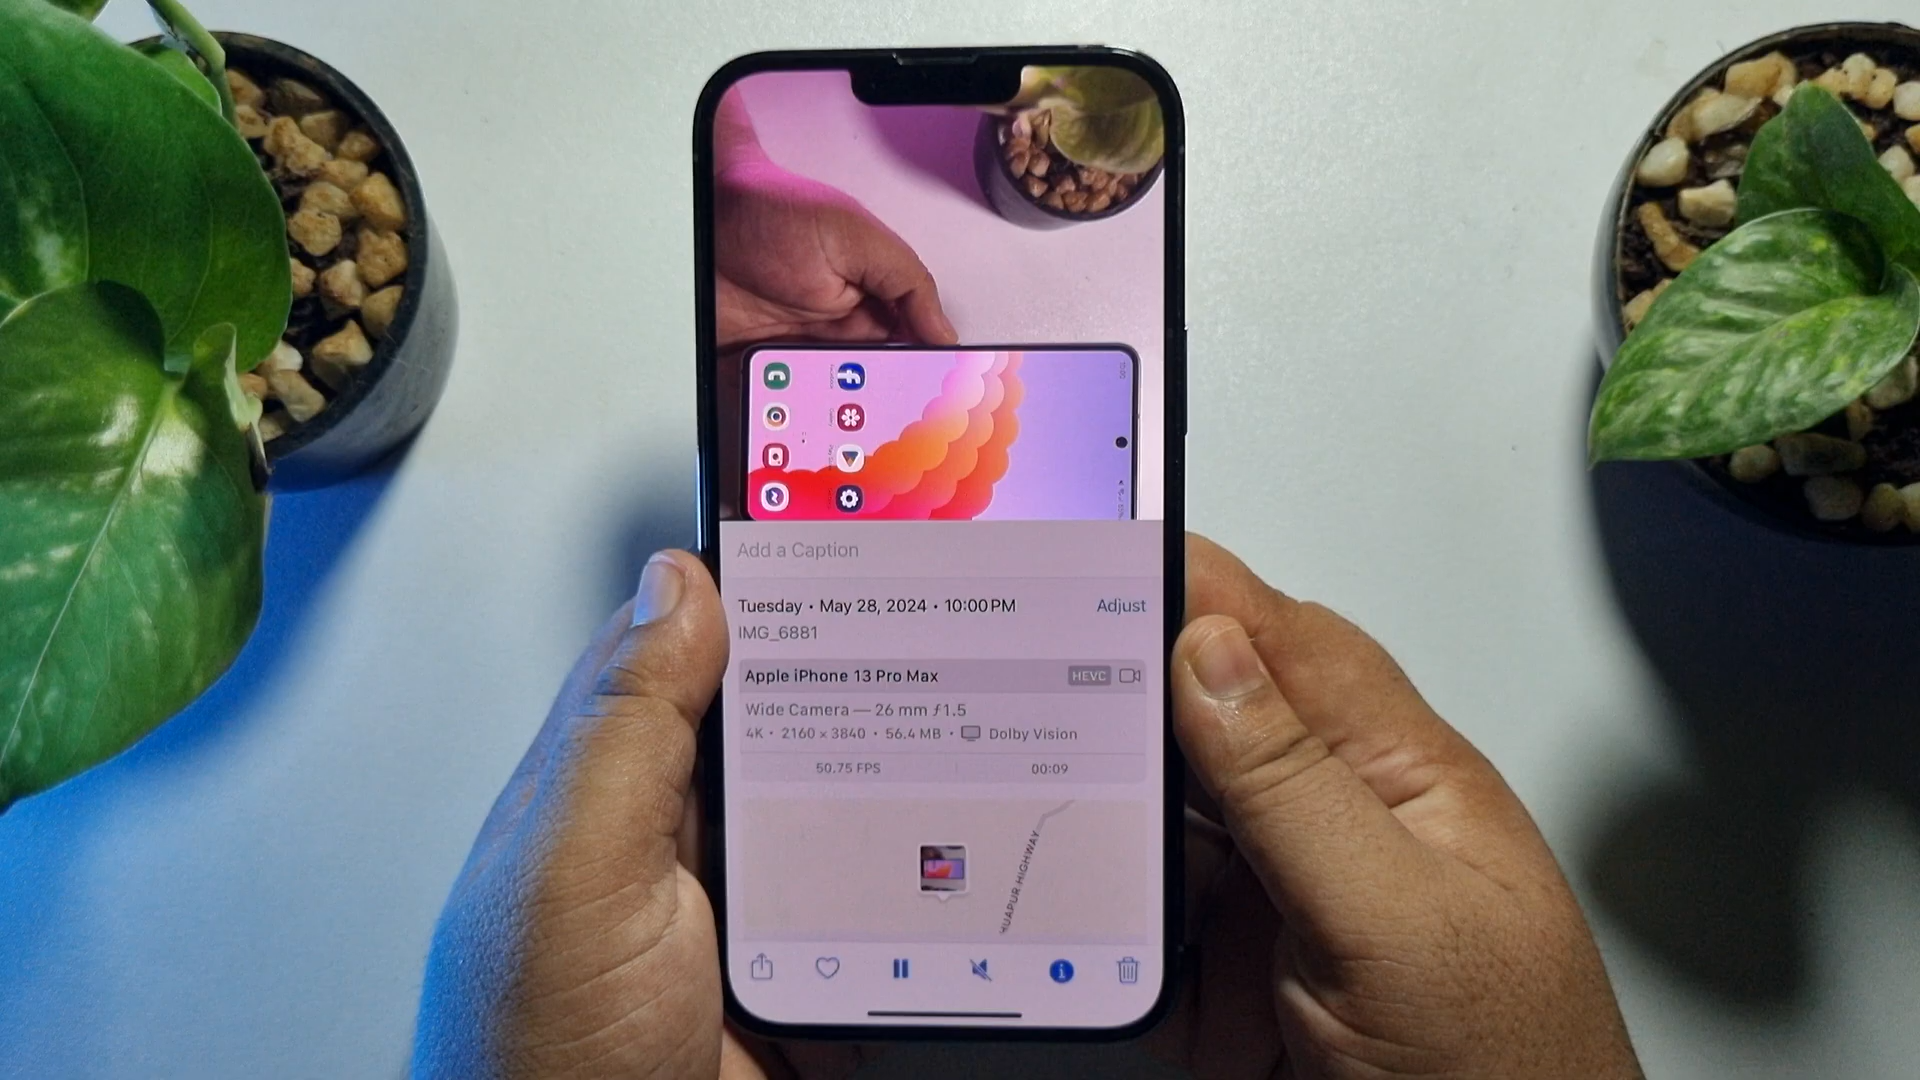 Add a Caption
Tuesday • May 28, 2024 • 10:00 PM
Adjust
IMG_6881
Apple iPhone 13 Pro Max
HEVC
Wide Camera — 26 mm ƒ1.5
4K • 2160 × 3840 • 56.4 MB • Dolby Vision
50.75 FPS
00:09
HIGHWAY